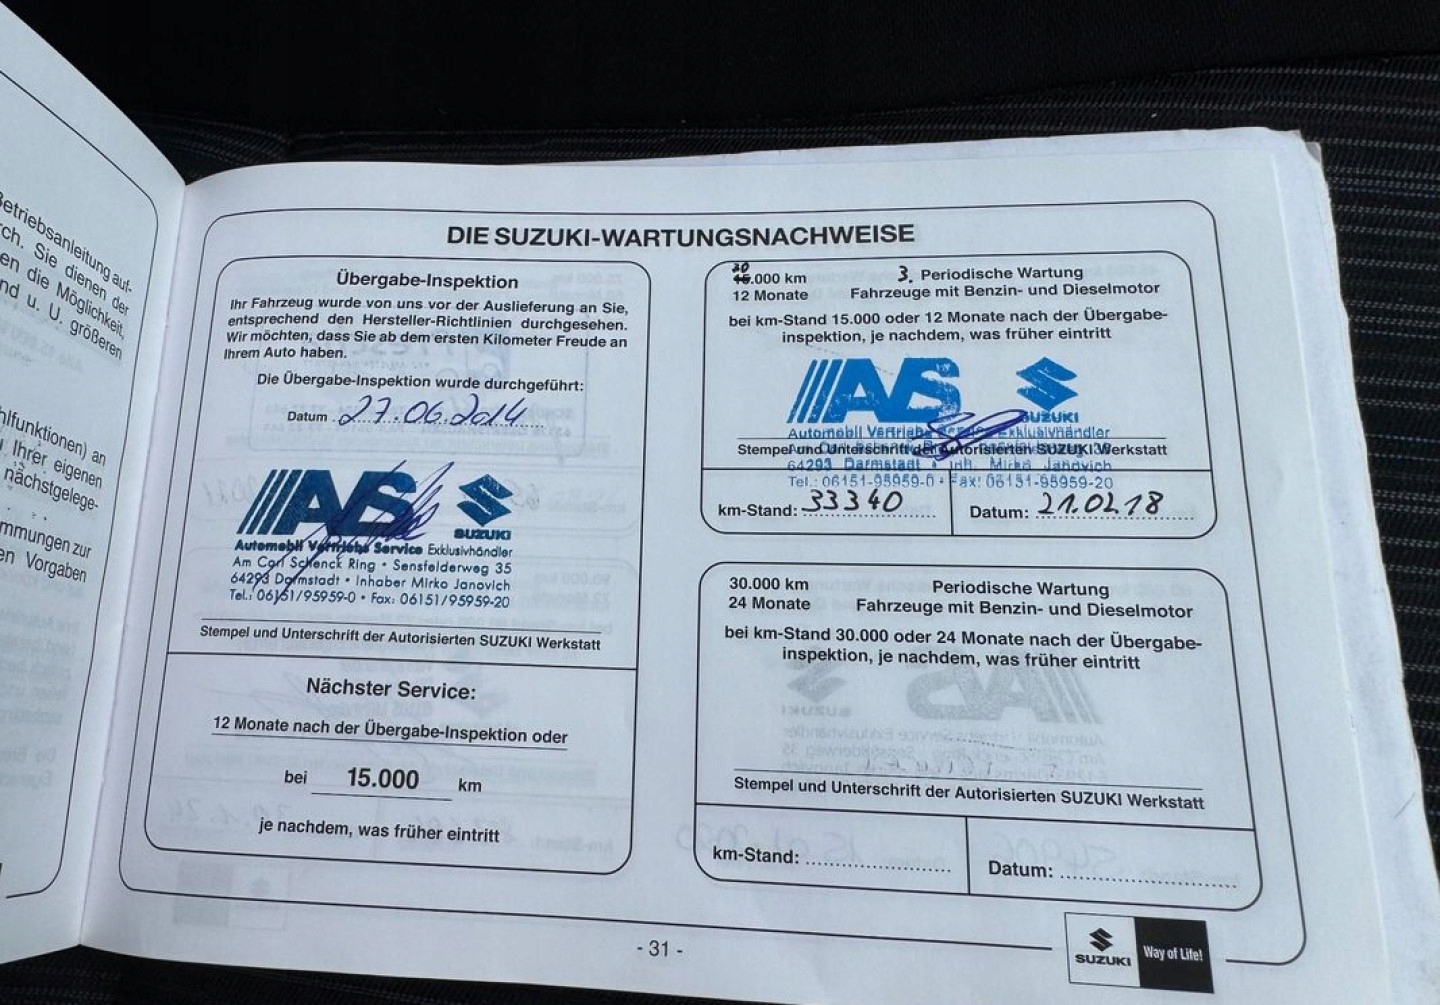 Betriebsanleitung auf-
rch. Sie dienen der
en die Möglichkeit,
nd u. U. größeren
hlfunktionen) an
Ihrer eigenen
nächstgelege-
mmungen zur
en Vorgaben
DIE SUZUKI-WARTUNGSNACHWEISE
Übergabe-Inspektion
Ihr Fahrzeug wurde von uns vor der Auslieferung an Sie,
entsprechend den Hersteller-Richtlinien durchgesehen.
Wir möchten, dass Sie ab dem ersten Kilometer Freude an
Ihrem Auto haben.
Die Übergabe-Inspektion wurde durchgeführt:
Datum 27.06.2014
AVS SUZUKI
Automobil Vertriebs Service Exklusivhändler
Am Carl Schenck Ring • Sensfelderweg 35
64293 Darmstadt • Inhaber Mirko Janovich
Tel.: 06151/95959-0 • Fax: 06151/95959-20
Stempel und Unterschrift der Autorisierten SUZUKI Werkstatt
Nächster Service:
12 Monate nach der Übergabe-Inspektion oder
bei 15.000 km
je nachdem, was früher eintritt
30
15.000 km 3. Periodische Wartung
12 Monate Fahrzeuge mit Benzin- und Dieselmotor
bei km-Stand 15.000 oder 12 Monate nach der Übergabe-
inspektion, je nachdem, was früher eintritt
AVS SUZUKI
Automobil Vertriebs Service Exklusivhändler
Stempel und Unterschrift der Autorisierten SUZUKI Werkstatt
64293 Darmstadt • Inh. Mirko Janovich
Tel.: 06151-95959-0 • Fax: 06151-95959-20
km-Stand: 33340 Datum: 21.02.18
30.000 km Periodische Wartung
24 Monate Fahrzeuge mit Benzin- und Dieselmotor
bei km-Stand 30.000 oder 24 Monate nach der Übergabe-
inspektion, je nachdem, was früher eintritt
Stempel und Unterschrift der Autorisierten SUZUKI Werkstatt
km-Stand: Datum:
- 31 -
SUZUKI Way of Life!